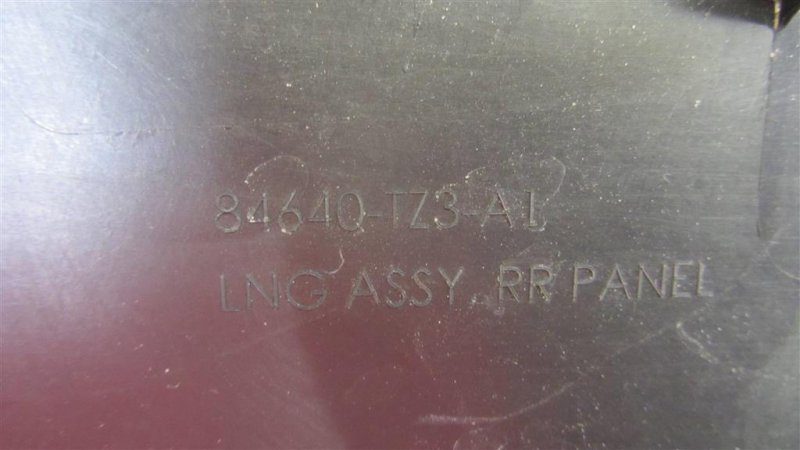 84640-TZ3-A1
LNG ASSY, RR PANEL